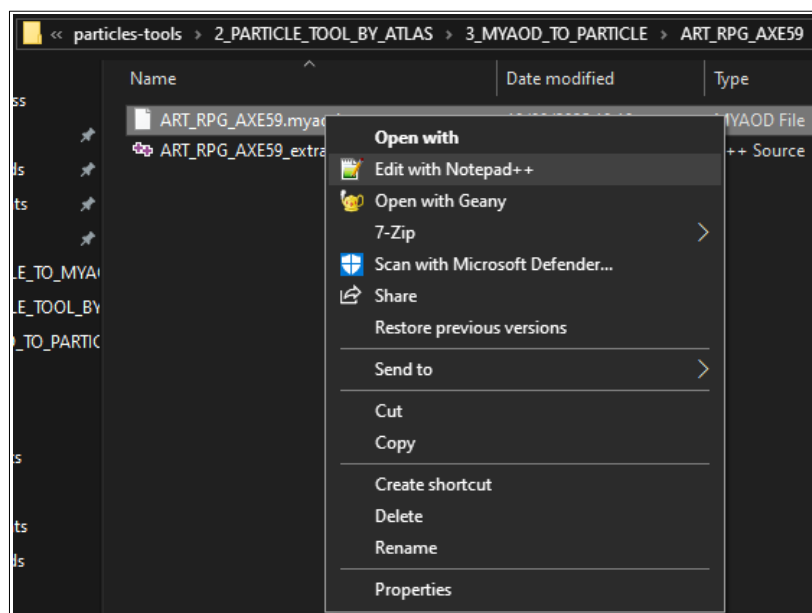 « particles-tools > 2_PARTICLE_TOOL_BY_ATLAS > 3_MYAOD_TO_PARTICLE > ART_RPG_AXE59
Name Date modified Type
ss
ART_RPG_AXE59.myao MYAOD File
ART_RPG_AXE59_extra ++ Source
ds
ts
LE_TO_MYA
LE_TOOL_BY
_TO_PARTIC
s
ts
ds
Open with
Edit with Notepad++
Open with Geany
7-Zip
Scan with Microsoft Defender...
Share
Restore previous versions
Send to
Cut
Copy
Create shortcut
Delete
Rename
Properties